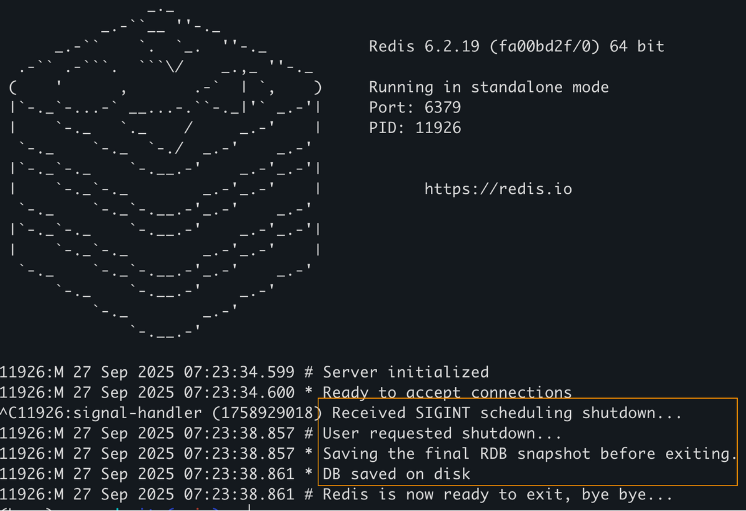 Redis 6.2.19 (fa00bd2f/0) 64 bit
Running in standalone mode
Port: 6379
PID: 11926
https://redis.io
11926:M 27 Sep 2025 07:23:34.599 # Server initialized
11926:M 27 Sep 2025 07:23:34.600 * Ready to accept connections
^C11926:signal-handler (1758929018) Received SIGINT scheduling shutdown...
11926:M 27 Sep 2025 07:23:38.857 # User requested shutdown...
11926:M 27 Sep 2025 07:23:38.857 * Saving the final RDB snapshot before exiting.
11926:M 27 Sep 2025 07:23:38.861 * DB saved on disk
11926:M 27 Sep 2025 07:23:38.861 # Redis is now ready to exit, bye bye...